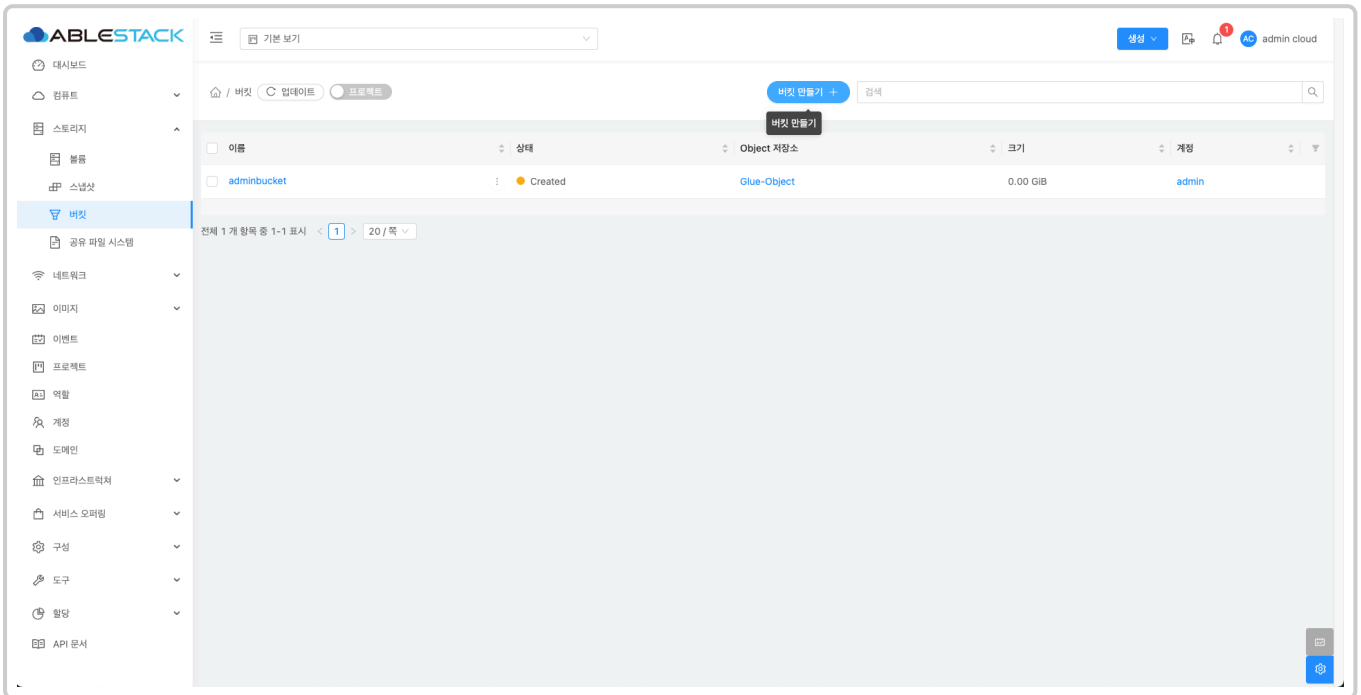 ABLESTACK
기본 보기
생성
1
AC admin cloud
대시보드
컴퓨트
스토리지
볼륨
스냅샷
버킷
공유 파일 시스템
네트워크
이미지
이벤트
프로젝트
역할
계정
도메인
인프라스트럭쳐
서비스 오퍼링
구성
도구
할당
API 문서
/ 버킷 업데이트 프로젝트
버킷 만들기 +
검색
버킷 만들기
이름 상태 Object 저장소 크기 계정
adminbucket Created Glue-Object 0.00 GiB admin
전체 1 개 항목 중 1-1 표시 < 1 > 20 / 쪽